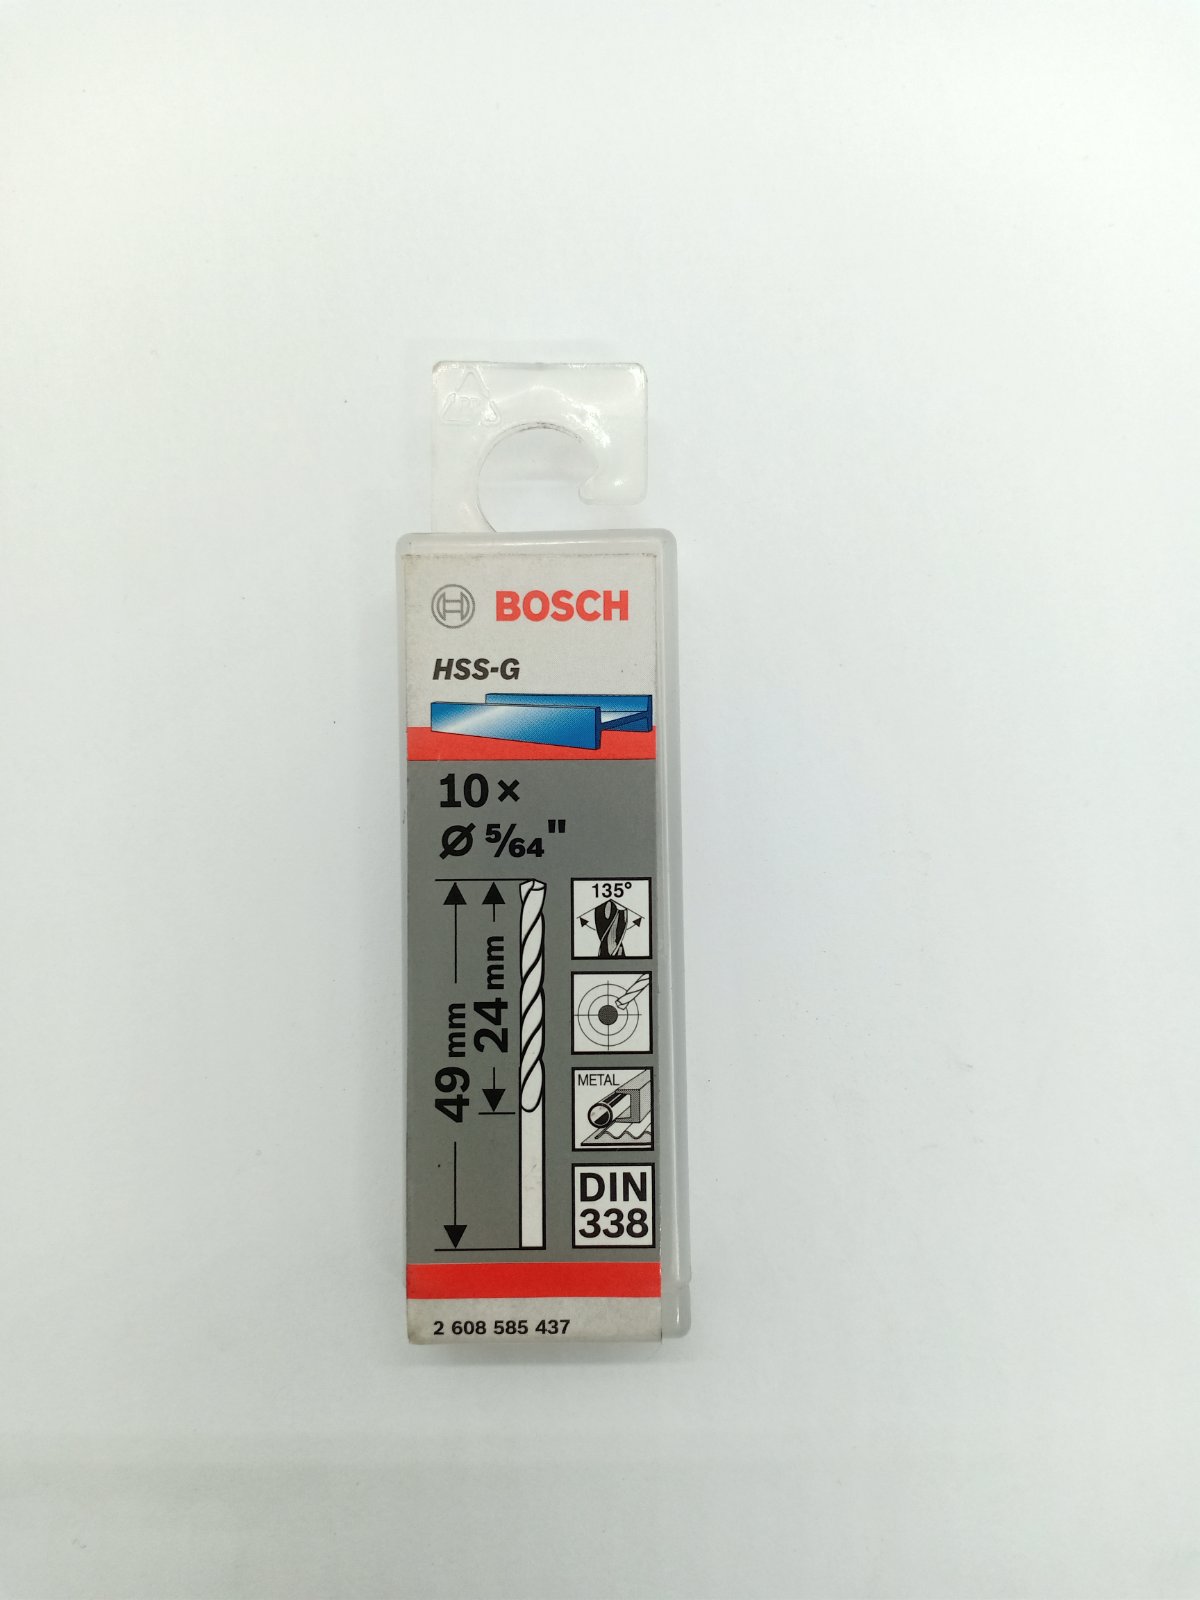 BOSCH
HSS-G
10×
Ø 5/64"
135°
24 mm
49 mm
METAL
DIN
338
2 608 585 437